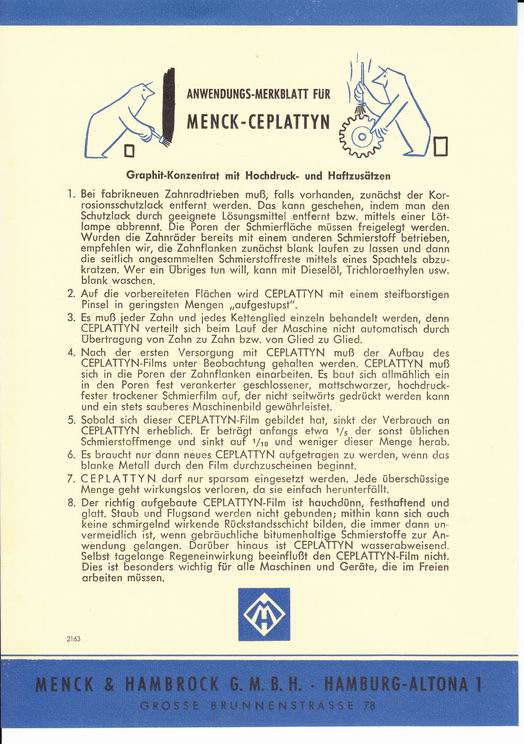 ANWENDUNGS-MERKBLATT FÜR
MENCK-CEPLATTYN
Graphit-Konzentrat mit Hochdruck- und Haftzusätzen
1. Bei fabrikneuen Zahnradtrieben muß, falls vorhanden, zunächst der Kor-
rosionsschutzlack entfernt werden. Das kann geschehen, indem man den
Schutzlack durch geeignete Lösungsmittel entfernt bzw. mittels einer Löt-
lampe abbrennt. Die Poren der Schmierfläche müssen freigelegt werden.
Wurden die Zahnräder bereits mit einem anderen Schmierstoff betrieben,
empfehlen wir, die Zahnflanken zunächst blank laufen zu lassen und dann
die seitlich angesammelten Schmierstoffreste mittels eines Spachtels abzu-
kratzen. Wer ein Übriges tun will, kann mit Dieselöl, Trichloraethylen usw.
blank waschen.
2. Auf die vorbereiteten Flächen wird CEPLATTYN mit einem steifborstigen
Pinsel in geringsten Mengen „aufgestupst".
3. Es muß jeder Zahn und jedes Kettenglied einzeln behandelt werden, denn
CEPLATTYN verteilt sich beim Lauf der Maschine nicht automatisch durch
Übertragung von Zahn zu Zahn bzw. von Glied zu Glied.
4. Nach der ersten Versorgung mit CEPLATTYN muß der Aufbau des
CEPLATTYN-Films unter Beobachtung gehalten werden. CEPLATTYN muß
sich in die Poren der Zahnflanken einarbeiten. Es baut sich allmählich ein
in den Poren fest verankerter geschlossener, mattschwarzer, hochdruck-
fester trockener Schmierfilm auf, der nicht seitwärts gedrückt werden kann
und ein stets sauberes Maschinenbild gewährleistet.
5. Sobald sich dieser CEPLATTYN-Film gebildet hat, sinkt der Verbrauch an
CEPLATTYN erheblich. Er beträgt anfangs etwa 1/5 der sonst üblichen
Schmierstoffmenge und sinkt auf 1/10 und weniger dieser Menge herab.
6. Es braucht nur dann neues CEPLATTYN aufgetragen zu werden, wenn das
blanke Metall durch den Film durchzuscheinen beginnt.
7. CEPLATTYN darf nur sparsam eingesetzt werden. Jede überschüssige
Menge geht wirkungslos verloren, da sie einfach herunterfällt.
8. Der richtig aufgebaute CEPLATTYN-Film ist hauchdünn, festhaftend und
glatt. Staub und Flugsand werden nicht gebunden; mithin kann sich auch
keine schmirgelnd wirkende Rückstandsschicht bilden, die immer dann un-
vermeidlich ist, wenn gebräuchliche bitumenhaltige Schmierstoffe zur An-
wendung gelangen. Darüber hinaus ist CEPLATTYN wasserabweisend.
Selbst tagelange Regeneinwirkung beeinflußt den CEPLATTYN-Film nicht.
Dies ist besonders wichtig für alle Maschinen und Geräte, die im Freien
arbeiten müssen.
MH
2163
MENCK & HAMBROCK G.M.B.H. · HAMBURG-ALTONA 1
GROSSE BRUNNENSTRASSE 78